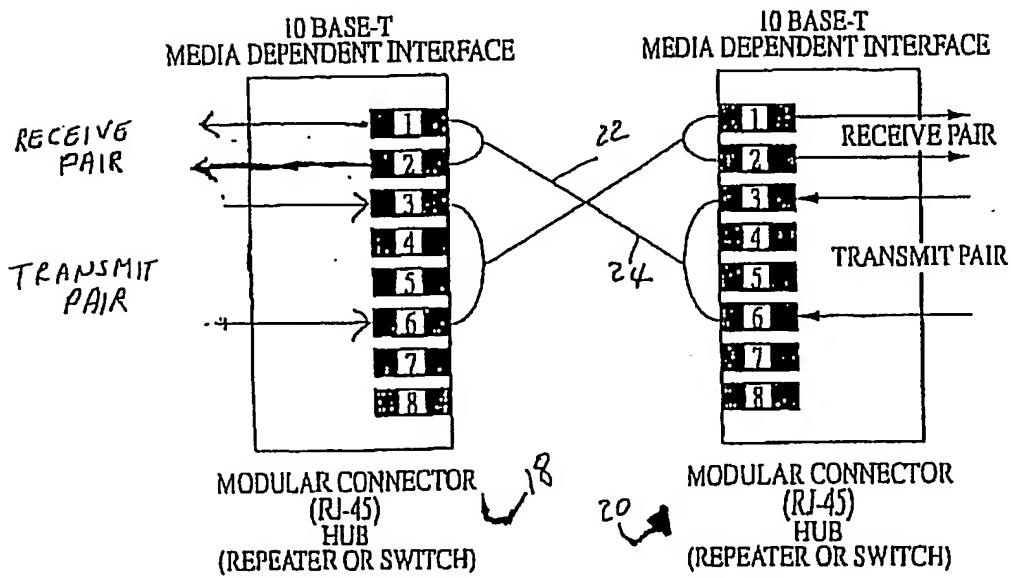 10 BASE-T
MEDIA DEPENDENT INTERFACE
10 BASE-T
MEDIA DEPENDENT INTERFACE
RECEIVE
PAIR
TRANSMIT
PAIR
1
2
3
4
5
6
7
8
22
24
1
2
3
4
5
6
7
8
RECEIVE PAIR
TRANSMIT PAIR
MODULAR CONNECTOR
(RJ-45)
HUB
(REPEATER OR SWITCH)
18
20
MODULAR CONNECTOR
(RJ-45)
HUB
(REPEATER OR SWITCH)